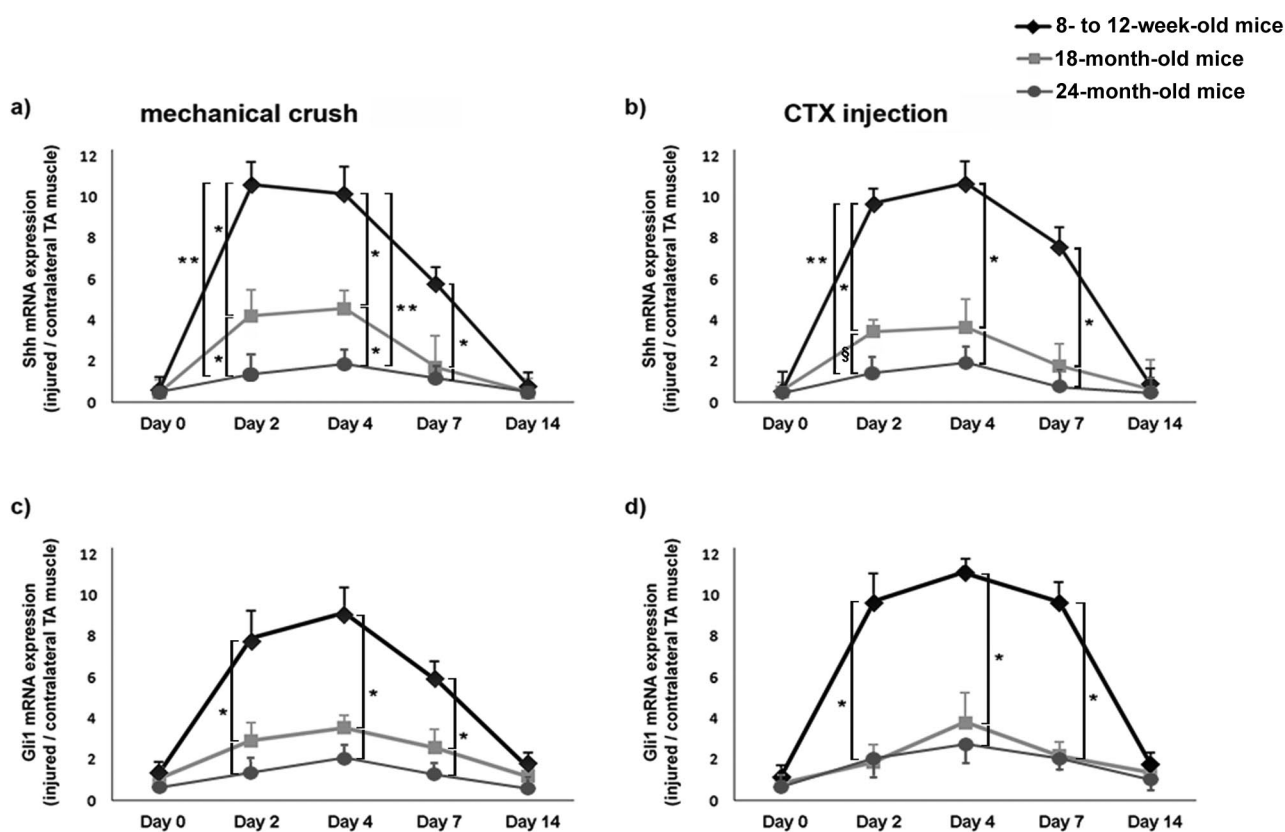 8- to 12-week-old mice
18-month-old mice
24-month-old mice
a)
mechanical crush
Shh mRNA expression
(injured / contralateral TA muscle)
12
10
8
6
4
2
0
**
*
*
*
*
**
*
Day 0
Day 2
Day 4
Day 7
Day 14
b)
CTX injection
Shh mRNA expression
(injured / contralateral TA muscle)
12
10
8
6
4
2
0
**
*
§
*
*
Day 0
Day 2
Day 4
Day 7
Day 14
c)
Gli1 mRNA expression
(injured / contralateral TA muscle)
12
10
8
6
4
2
0
*
*
*
Day 0
Day 2
Day 4
Day 7
Day 14
d)
Gli1 mRNA expression
(injured / contralateral TA muscle)
12
10
8
6
4
2
0
*
*
*
Day 0
Day 2
Day 4
Day 7
Day 14